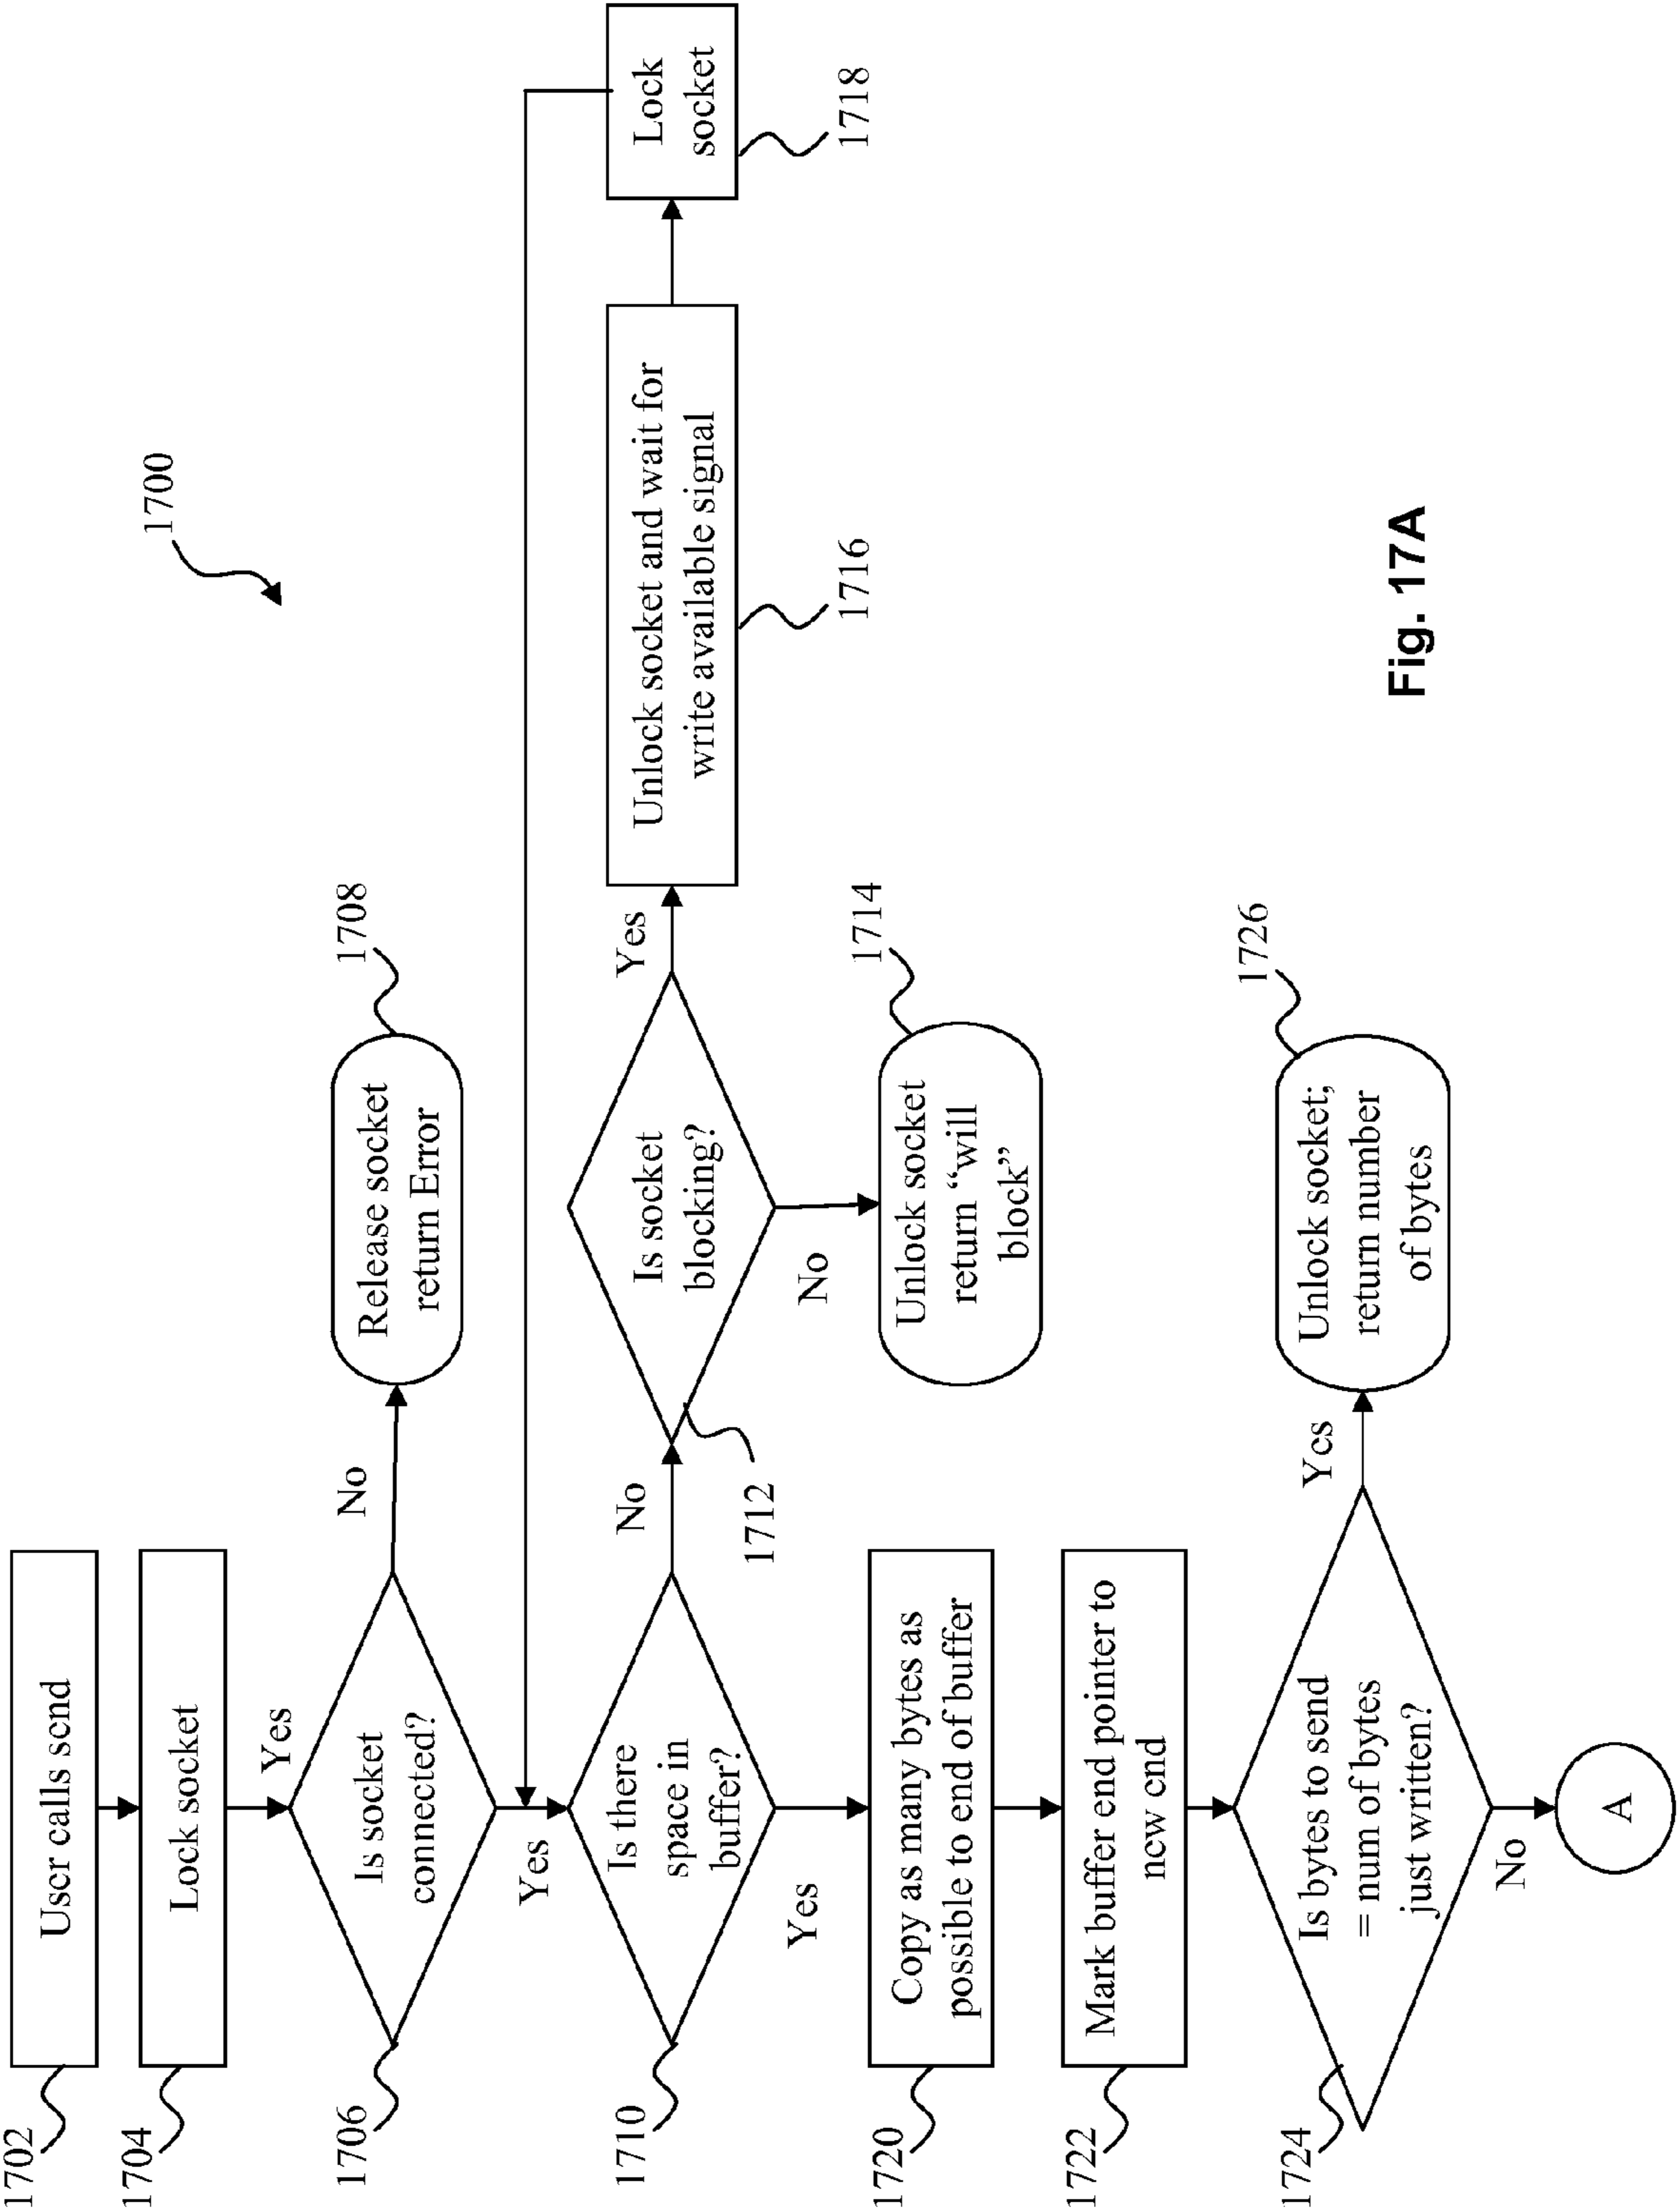 1700
1702
User calls send
1704
Lock socket
Yes
1706
Is socket
connected?
No
1708
Release socket
return Error
Yes
1710
Is there
space in
buffer?
No
1712
Is socket
blocking?
Yes
1716
Unlock socket and wait for
write available signal
1718
Lock
socket
No
1714
Unlock socket
return “will
block”
Yes
1720
Copy as many bytes as
possible to end of buffer
1722
Mark buffer end pointer to
new end
1724
Is bytes to send
= num of bytes
just written?
Yes
1726
Unlock socket;
return number
of bytes
No
A
Fig. 17A